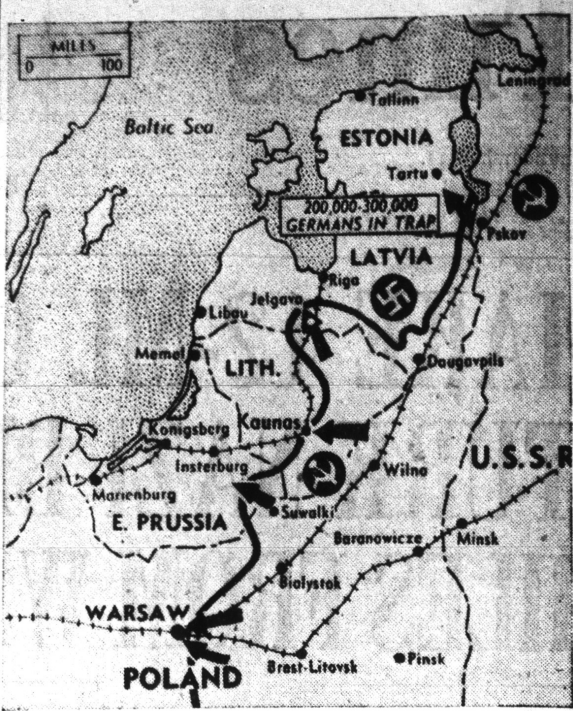 MILES
0 100
Leningrad
Tallinn
Baltic Sea
ESTONIA
Tartu
200,000-300,000
GERMANS IN TRAP
Pskov
LATVIA
Riga
Jelgava
Libau
Memel
Daugavpils
LITH.
Kaunas
Konigsberg
Insterburg
U.S.S.R
Wilno
Marienburg
E. PRUSSIA
Suwalki
Baranowicze
Minsk
Bialystok
WARSAW
Brest-Litovsk
Pinsk
POLAND